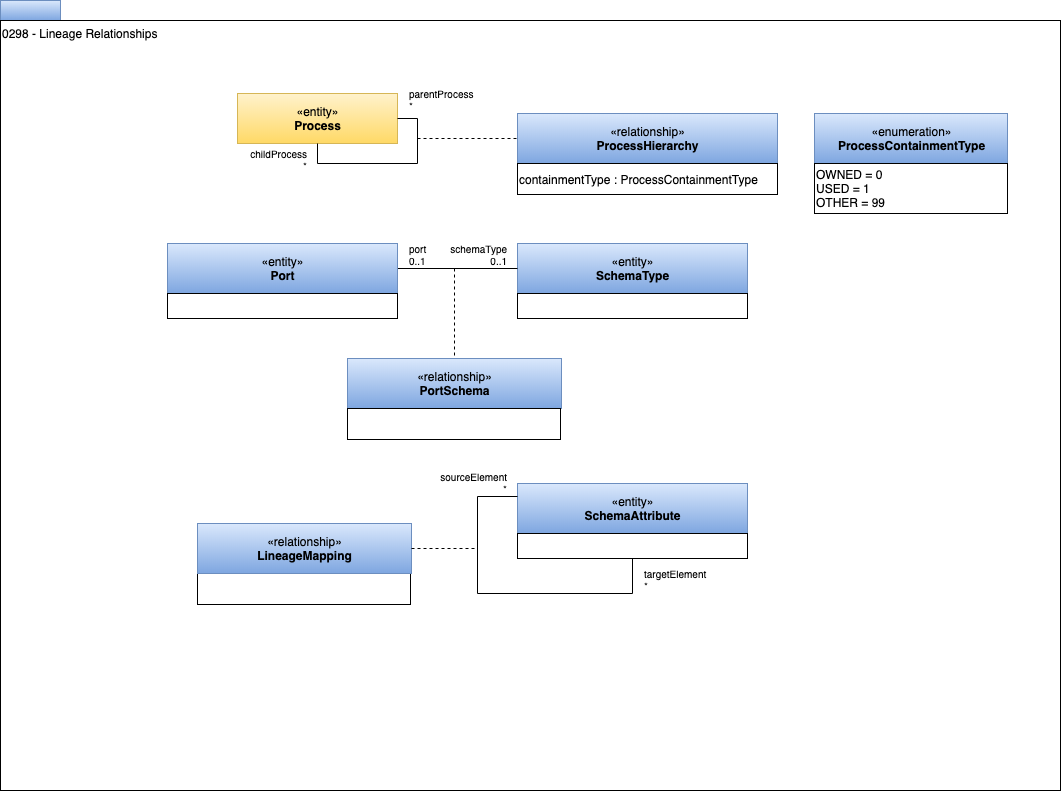 0298 - Lineage Relationships
parentProcess
*
«entity»
Process
childProcess
*
«relationship»
ProcessHierarchy
containmentType : ProcessContainmentType
«enumeration»
ProcessContainmentType
OWNED = 0
USED = 1
OTHER = 99
«entity»
Port
port
0..1
schemaType
0..1
«entity»
SchemaType
«relationship»
PortSchema
sourceElement
*
«entity»
SchemaAttribute
«relationship»
LineageMapping
targetElement
*